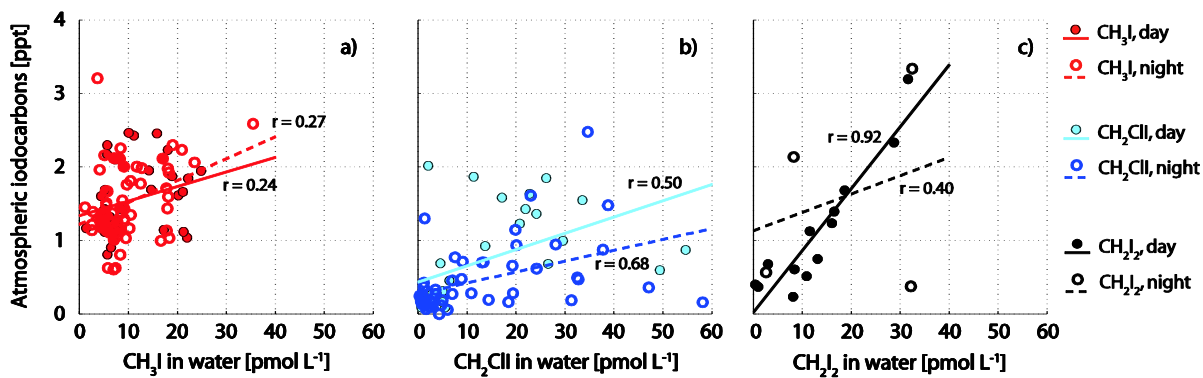 Atmospheric iodocarbons [ppt]
4
3
2
1
0
a)
r = 0.27
r = 0.24
0 10 20 30 40 50 60
CH₃I in water [pmol L⁻¹]
b)
r = 0.50
r = 0.68
0 10 20 30 40 50 60
CH₂ClI in water [pmol L⁻¹]
c)
r = 0.92
r = 0.40
0 10 20 30 40 50 60
CH₂I₂ in water [pmol L⁻¹]
CH₃I, day
CH₃I, night
CH₂ClI, day
CH₂ClI, night
CH₂I₂, day
CH₂I₂, night